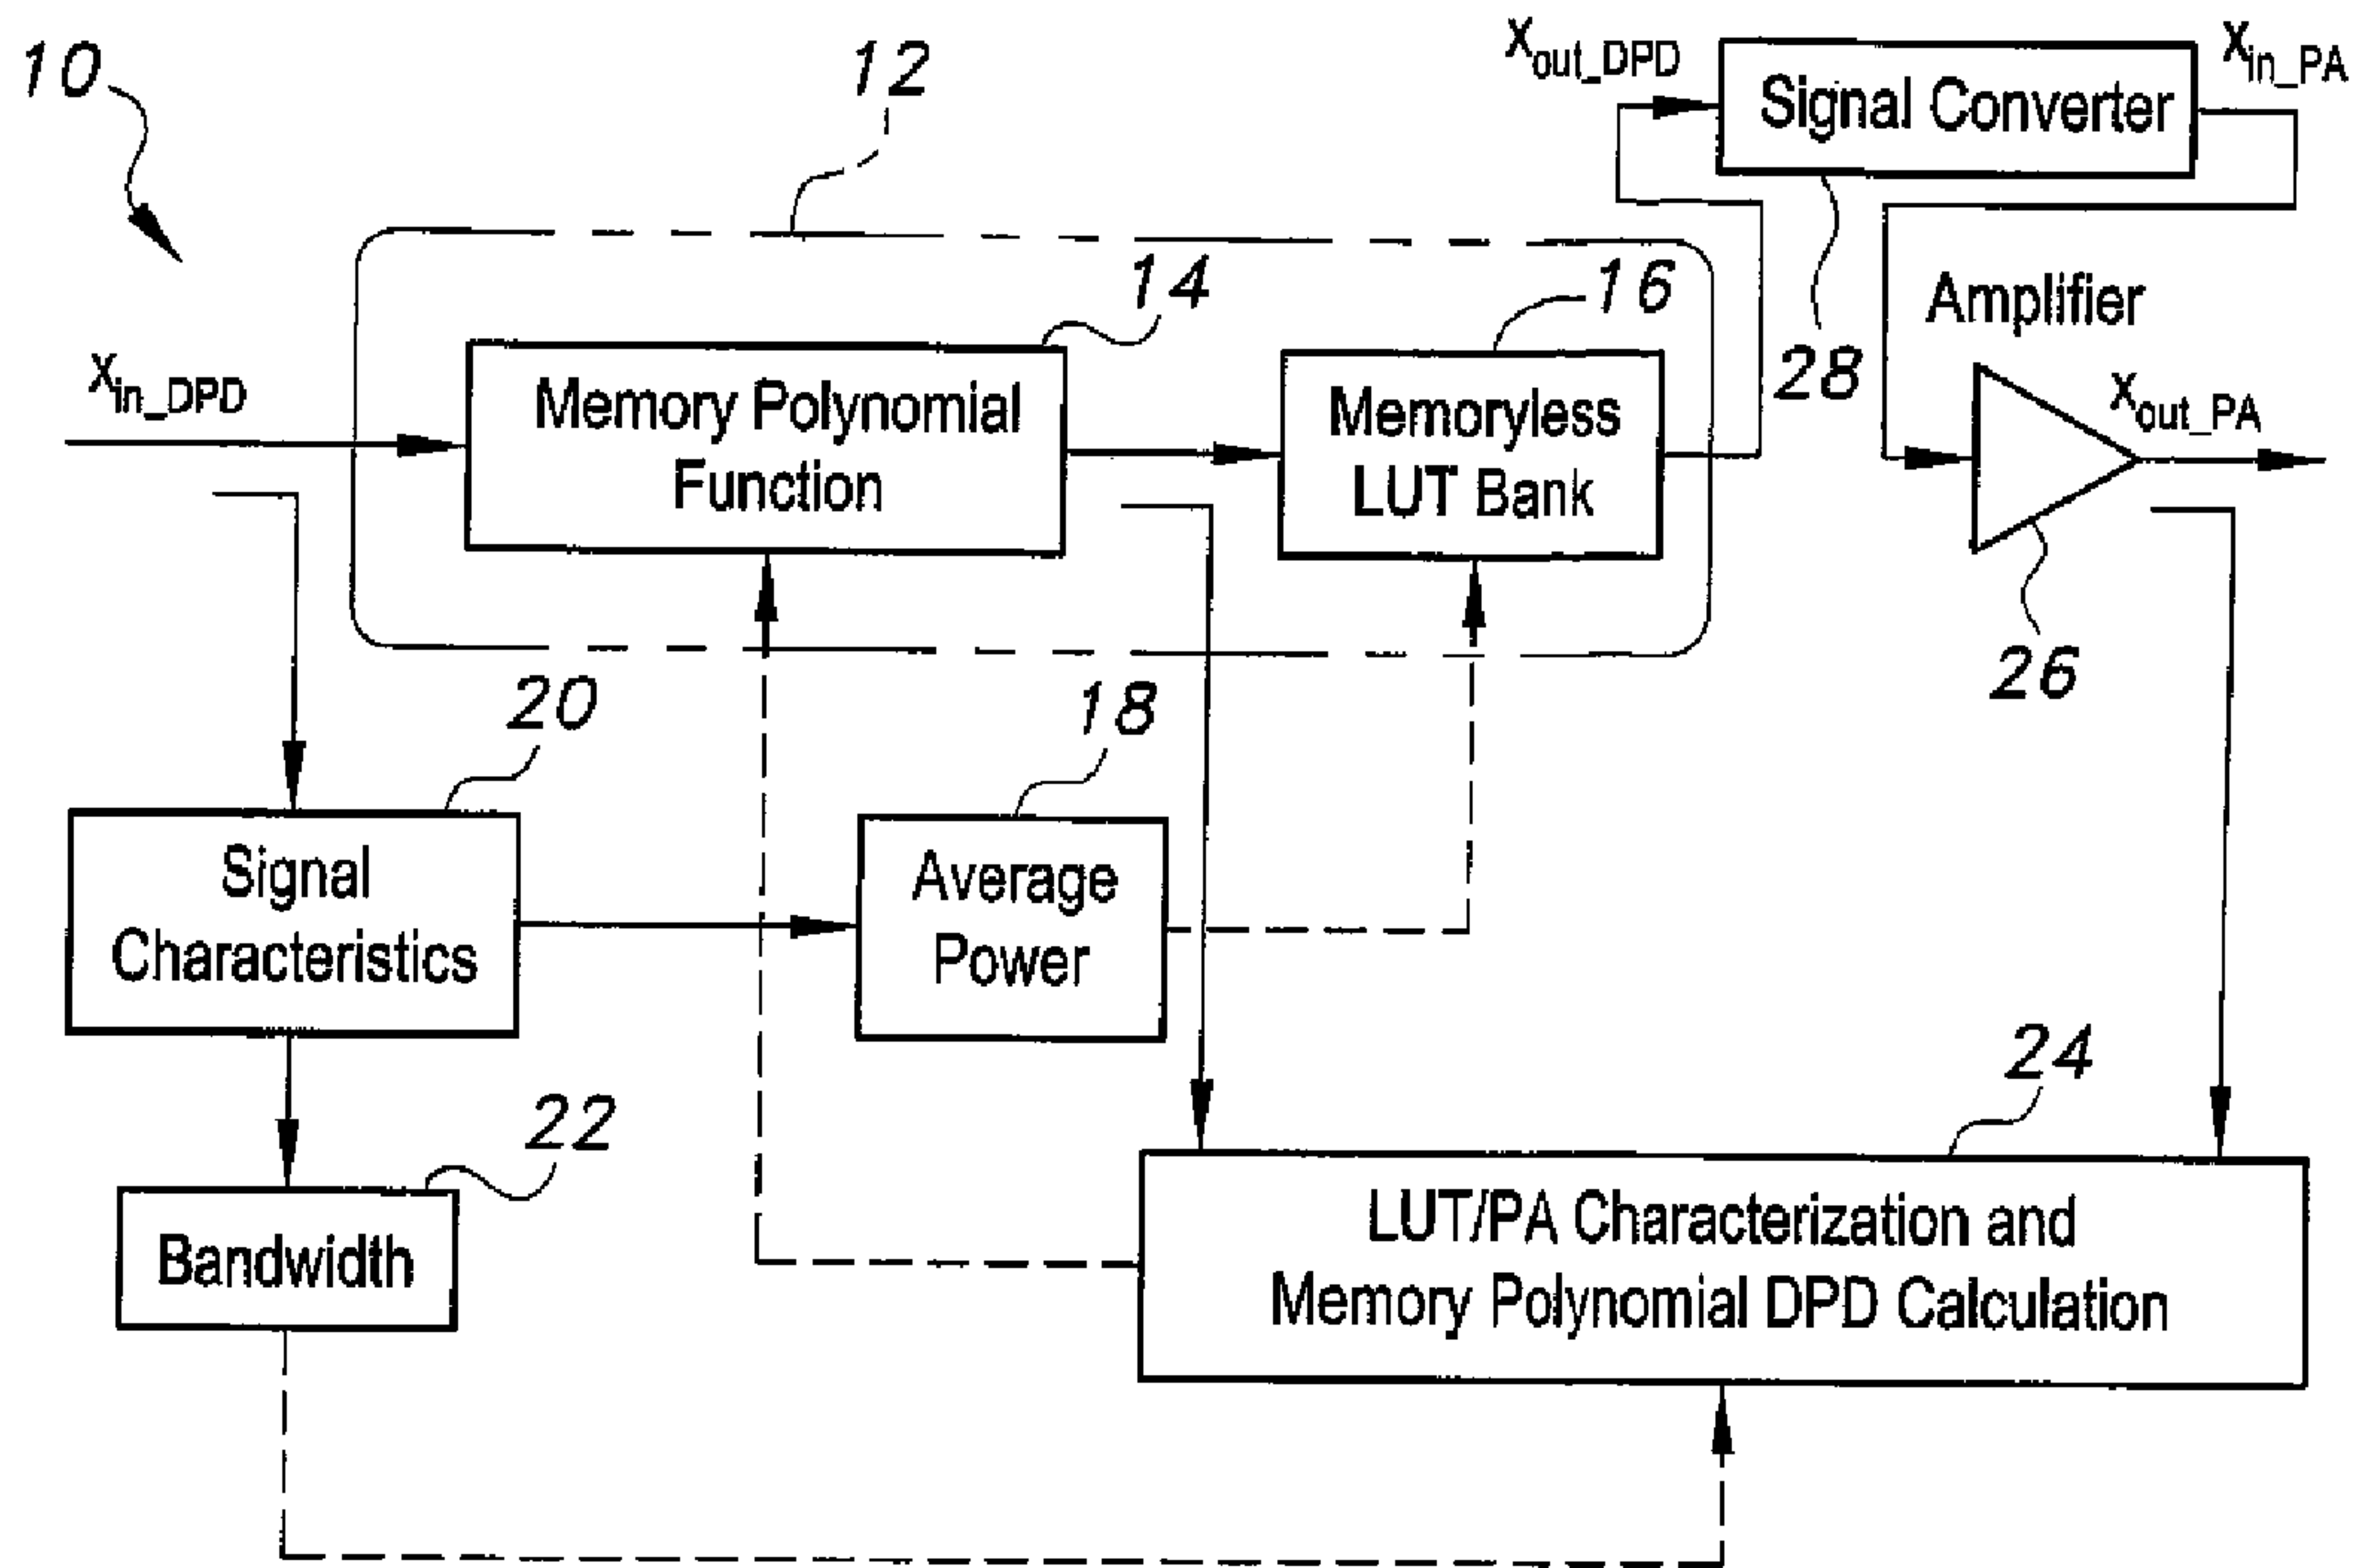 10
12
x_out_DPD
Signal Converter
x_in_PA
14
16
28
Amplifier
x_in_DPD
Memory Polynomial
Function
Memoryless
LUT Bank
x_out_PA
26
20
18
Signal
Characteristics
Average
Power
24
22
Bandwidth
LUT/PA Characterization and
Memory Polynomial DPD Calculation